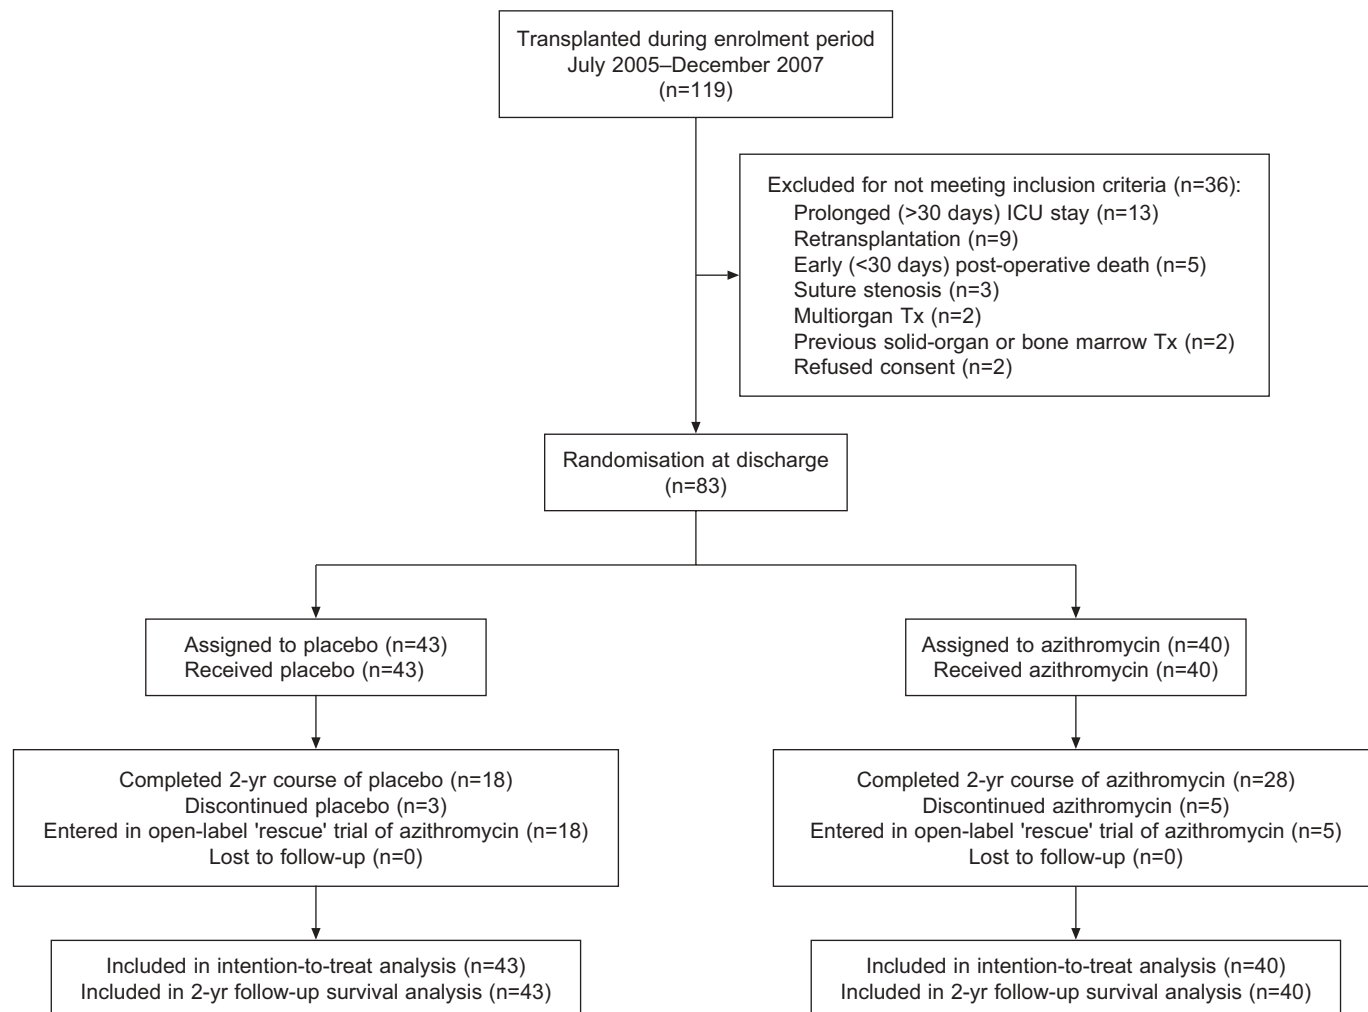 Transplanted during enrolment period
July 2005–December 2007
(n=119)
Excluded for not meeting inclusion criteria (n=36):
Prolonged (>30 days) ICU stay (n=13)
Retransplantation (n=9)
Early (<30 days) post-operative death (n=5)
Suture stenosis (n=3)
Multiorgan Tx (n=2)
Previous solid-organ or bone marrow Tx (n=2)
Refused consent (n=2)
Randomisation at discharge
(n=83)
Assigned to placebo (n=43)
Received placebo (n=43)
Assigned to azithromycin (n=40)
Received azithromycin (n=40)
Completed 2-yr course of placebo (n=18)
Discontinued placebo (n=3)
Entered in open-label 'rescue' trial of azithromycin (n=18)
Lost to follow-up (n=0)
Completed 2-yr course of azithromycin (n=28)
Discontinued azithromycin (n=5)
Entered in open-label 'rescue' trial of azithromycin (n=5)
Lost to follow-up (n=0)
Included in intention-to-treat analysis (n=43)
Included in 2-yr follow-up survival analysis (n=43)
Included in intention-to-treat analysis (n=40)
Included in 2-yr follow-up survival analysis (n=40)